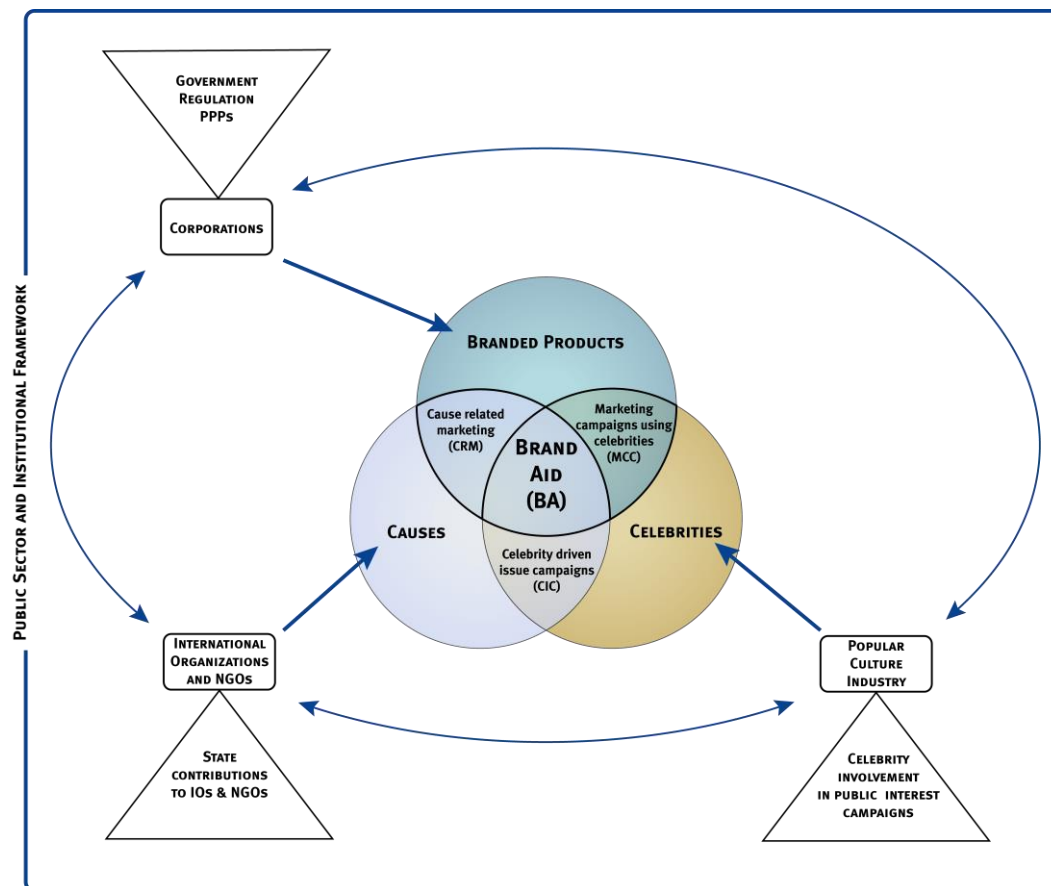 Public Sector and Institutional Framework
Government
Regulation
PPPs
Corporations
Branded Products
Cause related
marketing
(CRM)
Marketing
campaigns using
celebrities
(MCC)
Brand
Aid
(BA)
Causes
Celebrities
Celebrity driven
issue campaigns
(CIC)
International
Organizations
and NGOs
Popular
Culture
Industry
State
contributions
to IOs & NGOs
Celebrity
involvement
in public interest
campaigns